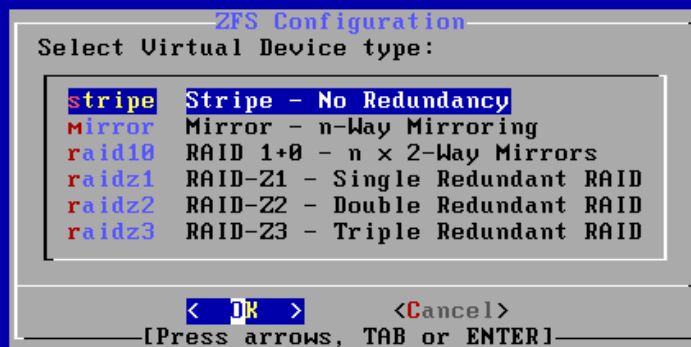 ZFS Configuration
Select Virtual Device type:
stripe Stripe - No Redundancy
mirror Mirror - n-Way Mirroring
raid10 RAID 1+0 - n x 2-Way Mirrors
raidz1 RAID-Z1 - Single Redundant RAID
raidz2 RAID-Z2 - Double Redundant RAID
raidz3 RAID-Z3 - Triple Redundant RAID
< OK > <Cancel>
[Press arrows, TAB or ENTER]